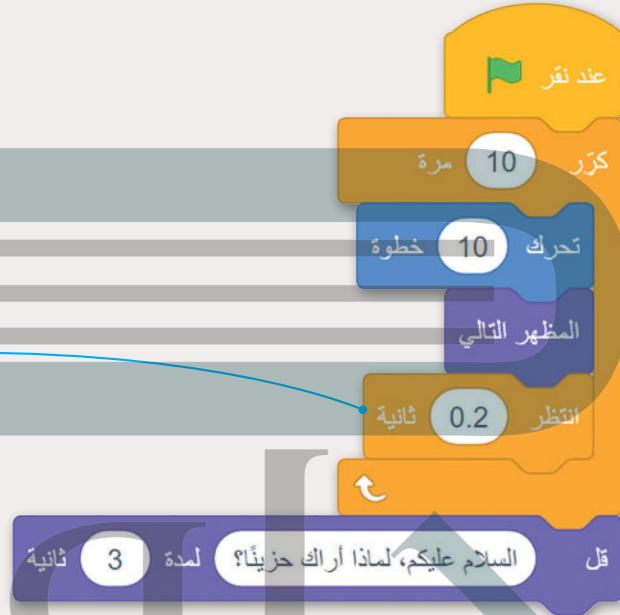 عند نقر
كرّر 10 مرة
تحرك 10 خطوة
المظهر التالي
انتظر 0.2 ثانية
قل السلام عليكم، لماذا أراك حزينًا؟ لمدة 3 ثانية